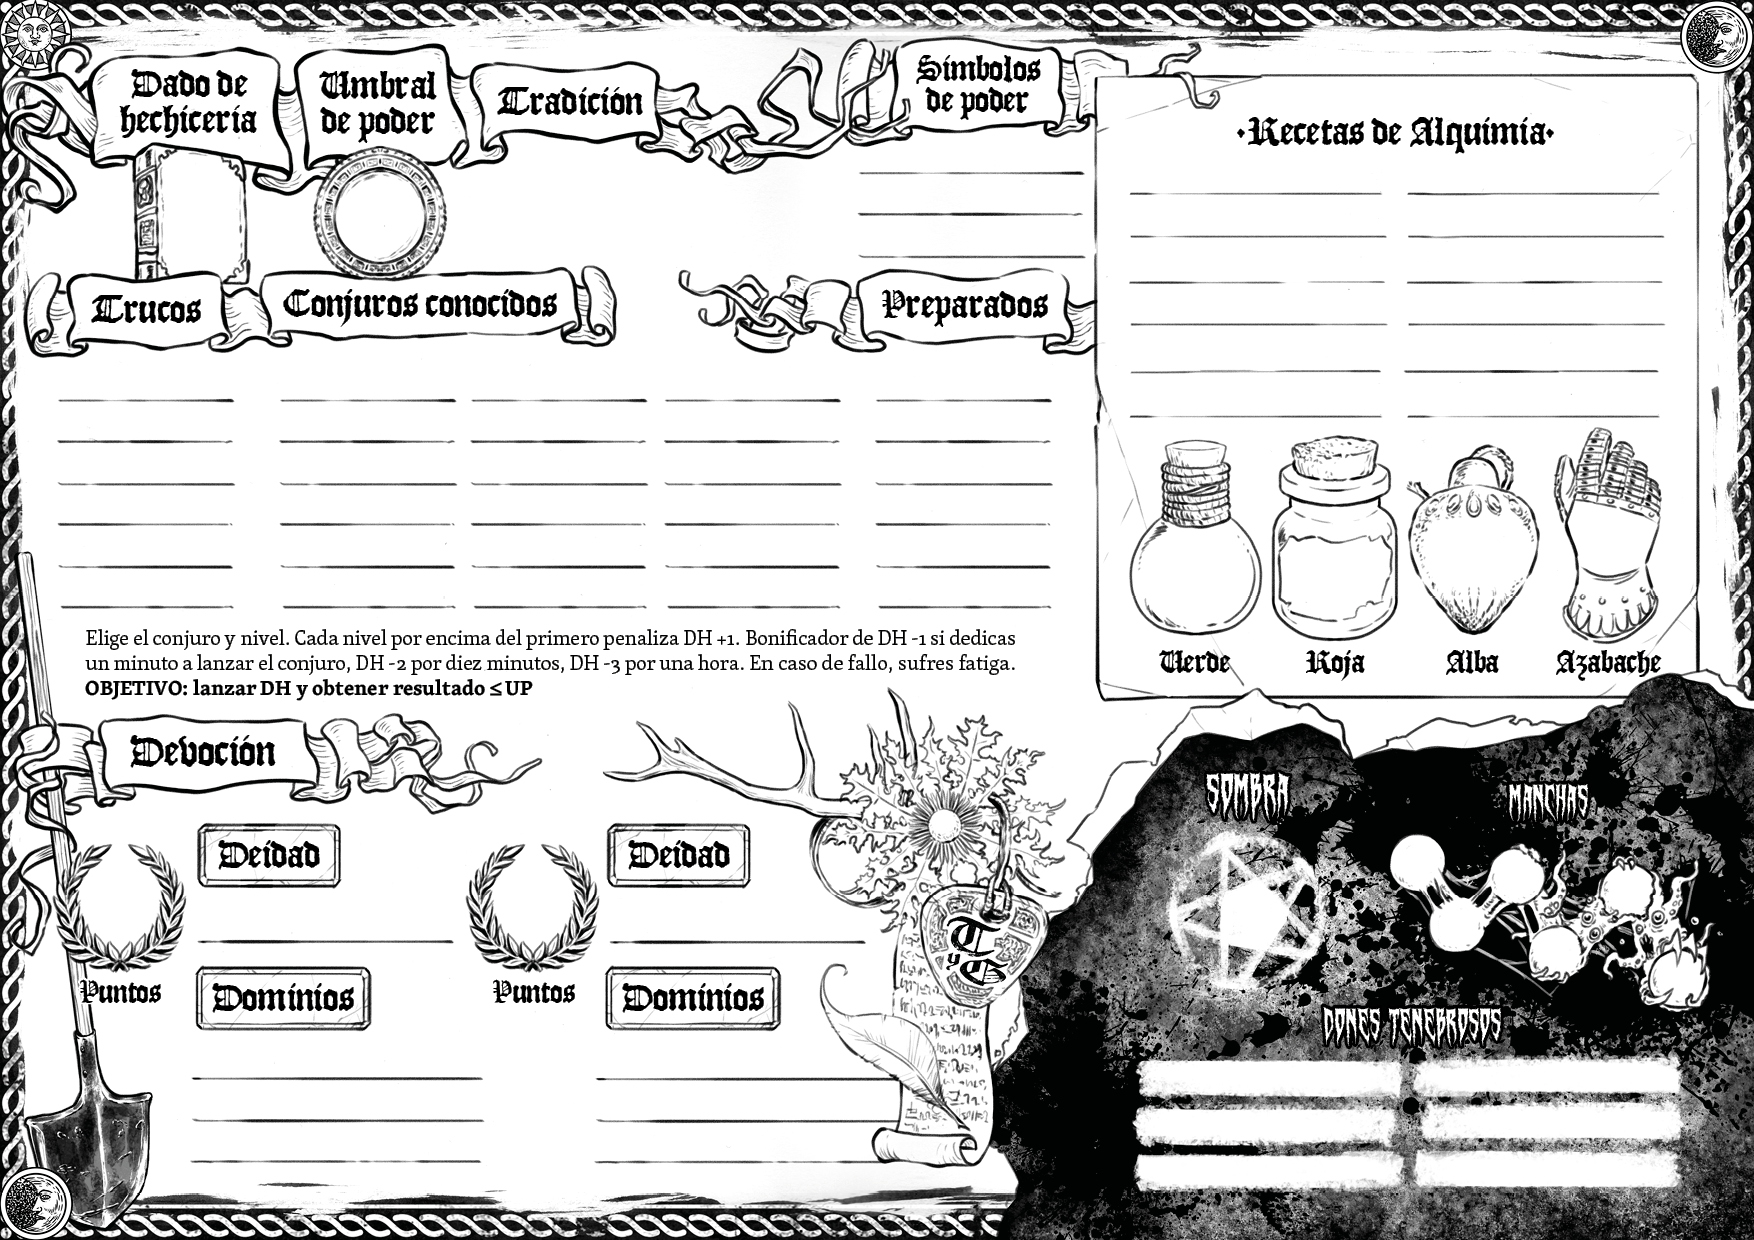 Dado de
hechicería
Umbral
de poder
Tradición
Símbolos
de poder
Trucos
Conjuros conocidos
Preparados
Elige el conjuro y nivel. Cada nivel por encima del primero penaliza DH +1. Bonificador de DH -1 si dedicas
un minuto a lanzar el conjuro, DH -2 por diez minutos, DH -3 por una hora. En caso de fallo, sufres fatiga.
OBJETIVO: lanzar DH y obtener resultado ≤ UP
·Recetas de Alquimia·
Verde
Roja
Alba
Azabache
Devoción
Deidad
Puntos
Dominios
Deidad
Puntos
Dominios
T
y
S
SOMBRA
MANCHAS
DONES TENEBROSOS